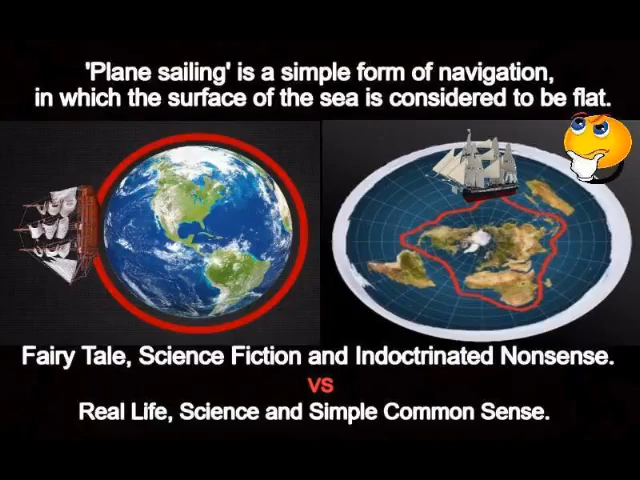 'Plane sailing' is a simple form of navigation,
in which the surface of the sea is considered to be flat.
Fairy Tale, Science Fiction and Indoctrinated Nonsense.
vs
Real Life, Science and Simple Common Sense.